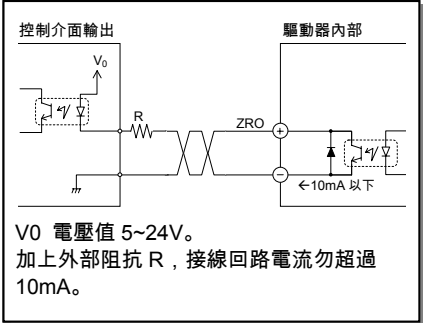 控制介面輸出
驅動器內部
V₀
R
ZRO
+
−
←10mA 以下
V0 電壓值 5~24V。
加上外部阻抗 R，接線回路電流勿超過
10mA。